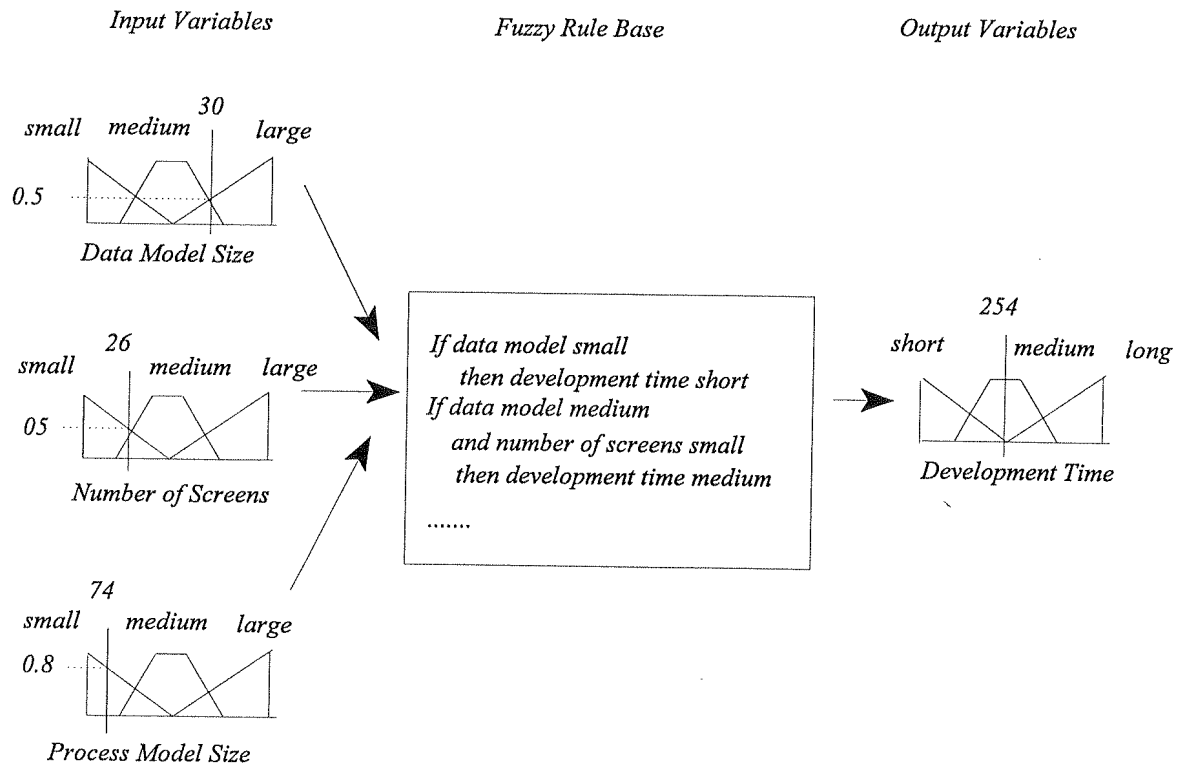 Input Variables
Fuzzy Rule Base
Output Variables
30
small medium large
0.5
Data Model Size
26
small medium large
05
Number of Screens
74
small medium large
0.8
Process Model Size
If data model small
then development time short
If data model medium
and number of screens small
then development time medium
.......
254
short medium long
Development Time